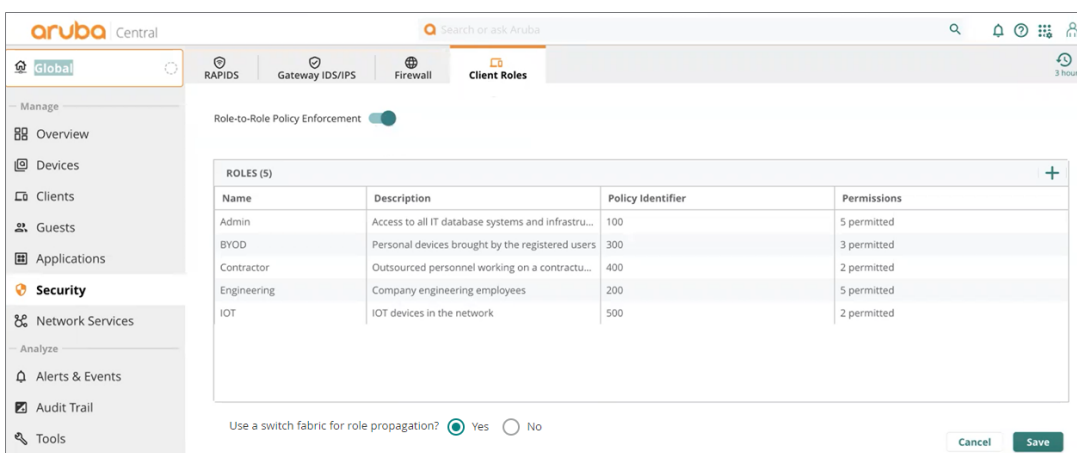 aruba Central
Search or ask Aruba
Global
RAPIDS
Gateway IDS/IPS
Firewall
Client Roles
3 hour
Manage
Overview
Devices
Clients
Guests
Applications
Security
Network Services
Analyze
Alerts & Events
Audit Trail
Tools
Role-to-Role Policy Enforcement
ROLES (5)
Name Description Policy Identifier Permissions
Admin Access to all IT database systems and infrastru... 100 5 permitted
BYOD Personal devices brought by the registered users 300 3 permitted
Contractor Outsourced personnel working on a contractu... 400 2 permitted
Engineering Company engineering employees 200 5 permitted
IOT IOT devices in the network 500 2 permitted
Use a switch fabric for role propagation? Yes No
Cancel Save